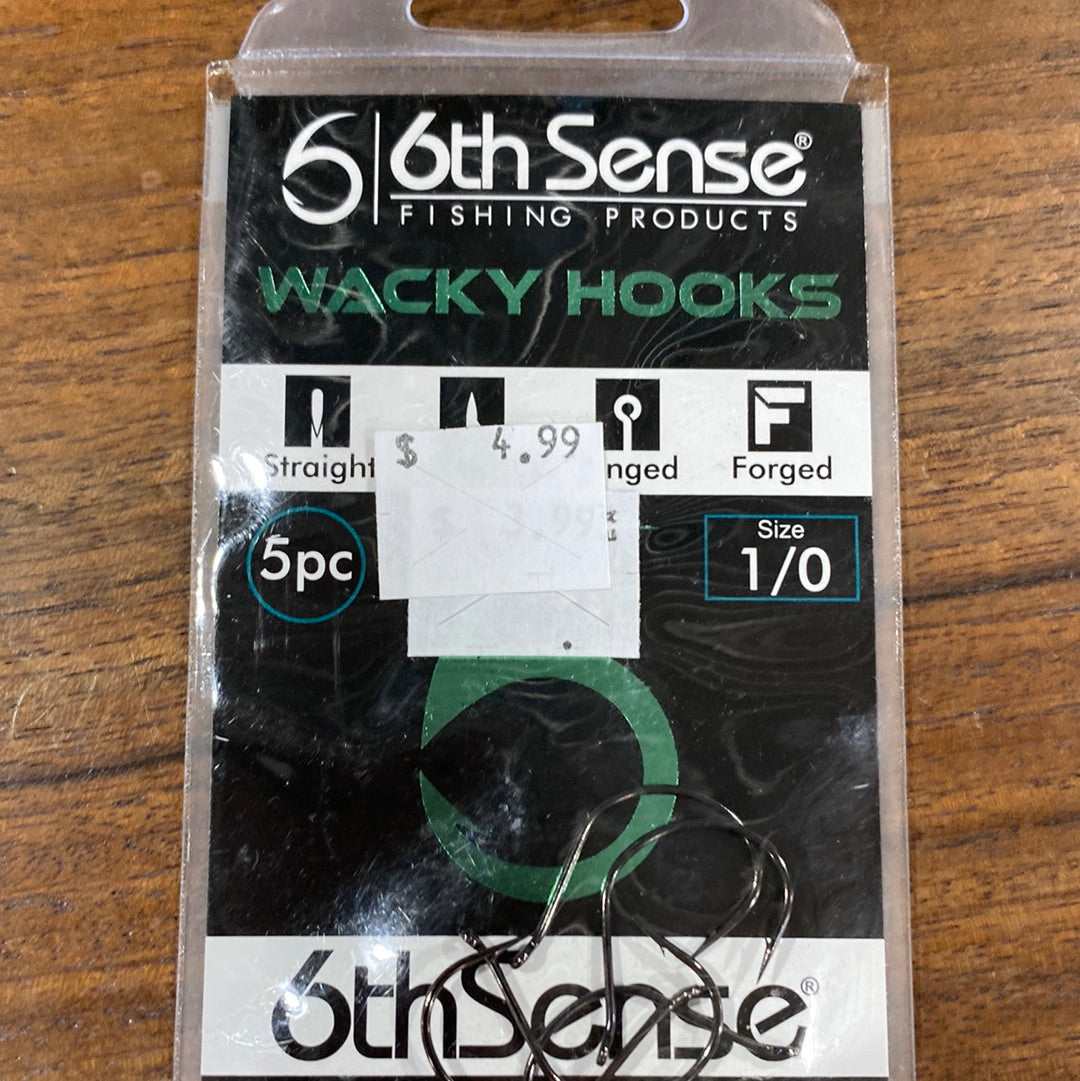 6th Sense®
FISHING PRODUCTS
WACKY HOOKS
F
Straight nged Forged
$ 4.99
5pc
Size
1/0
6thSense®